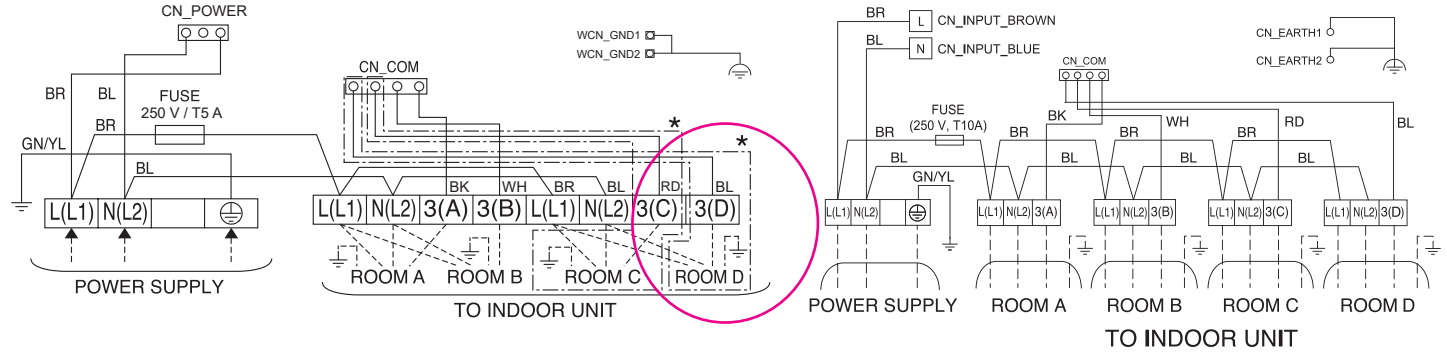 CN_POWER
BR
BL
FUSE
250 V / T5 A
BR
GN/YL
BL
L(L1) N(L2)
POWER SUPPLY
WCN_GND1
WCN_GND2
CN_COM
*
*
BK WH BR BL RD BL
L(L1) N(L2) 3(A) 3(B) L(L1) N(L2) 3(C) 3(D)
ROOM A ROOM B ROOM C ROOM D
TO INDOOR UNIT
BR L CN_INPUT_BROWN
BL N CN_INPUT_BLUE
CN_EARTH1
CN_EARTH2
CN_COM
FUSE
(250 V, T10A)
BK WH RD BL
BR BR BR BR
BL BL BL BL
GN/YL
L(L1) N(L2) L(L1) N(L2) 3(A) L(L1) N(L2) 3(B) L(L1) N(L2) 3(C) L(L1) N(L2) 3(D)
POWER SUPPLY ROOM A ROOM B ROOM C ROOM D
TO INDOOR UNIT